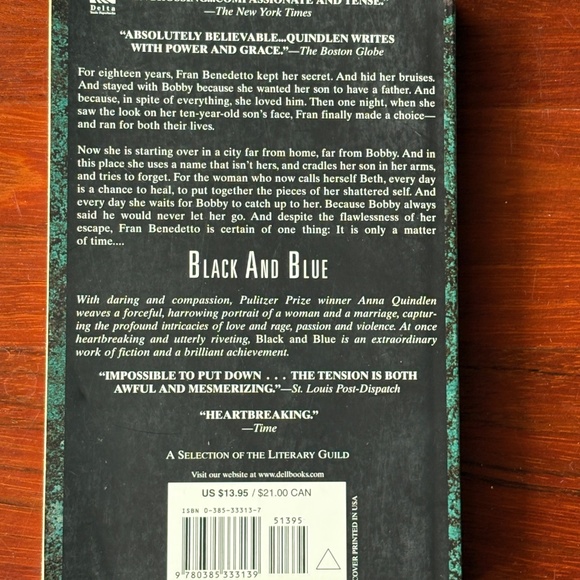 Delta
COMPASSIONATE AND TENSE."
—The New York Times
"ABSOLUTELY BELIEVABLE...QUINDLEN WRITES
WITH POWER AND GRACE."—The Boston Globe
For eighteen years, Fran Benedetto kept her secret. And hid her bruises.
And stayed with Bobby because she wanted her son to have a father. And
because, in spite of everything, she loved him. Then one night, when she
saw the look on her ten-year-old son's face, Fran finally made a choice—
and ran for both their lives.
Now she is starting over in a city far from home, far from Bobby. And in
this place she uses a name that isn't hers, and cradles her son in her arms,
and tries to forget. For the woman who now calls herself Beth, every day
is a chance to heal, to put together the pieces of her shattered self. And
every day she waits for Bobby to catch up to her. Because Bobby always
said he would never let her go. And despite the flawlessness of her
escape, Fran Benedetto is certain of one thing: It is only a matter
of time....
BLACK AND BLUE
With daring and compassion, Pulitzer Prize winner Anna Quindlen
weaves a forceful, harrowing portrait of a woman and a marriage, captur-
ing the profound intricacies of love and rage, passion and violence. At once
heartbreaking and utterly riveting, Black and Blue is an extraordinary
work of fiction and a brilliant achievement.
"IMPOSSIBLE TO PUT DOWN . . . THE TENSION IS BOTH
AWFUL AND MESMERIZING."—St. Louis Post-Dispatch
"HEARTBREAKING."
—Time
A SELECTION OF THE LITERARY GUILD
Visit our website at www.dellbooks.com
US $13.95 / $21.00 CAN
ISBN 0-385-33313-7
51395
9 780385 333139
COVER PRINTED IN USA